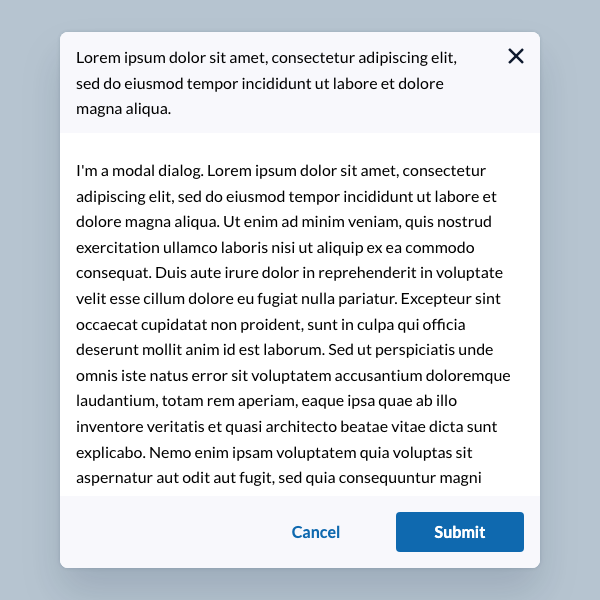 Lorem ipsum dolor sit amet, consectetur adipiscing elit,
sed do eiusmod tempor incididunt ut labore et dolore
magna aliqua.
I'm a modal dialog. Lorem ipsum dolor sit amet, consectetur
adipiscing elit, sed do eiusmod tempor incididunt ut labore et
dolore magna aliqua. Ut enim ad minim veniam, quis nostrud
exercitation ullamco laboris nisi ut aliquip ex ea commodo
consequat. Duis aute irure dolor in reprehenderit in voluptate
velit esse cillum dolore eu fugiat nulla pariatur. Excepteur sint
occaecat cupidatat non proident, sunt in culpa qui officia
deserunt mollit anim id est laborum. Sed ut perspiciatis unde
omnis iste natus error sit voluptatem accusantium doloremque
laudantium, totam rem aperiam, eaque ipsa quae ab illo
inventore veritatis et quasi architecto beatae vitae dicta sunt
explicabo. Nemo enim ipsam voluptatem quia voluptas sit
aspernatur aut odit aut fugit, sed quia consequuntur magni
Cancel
Submit